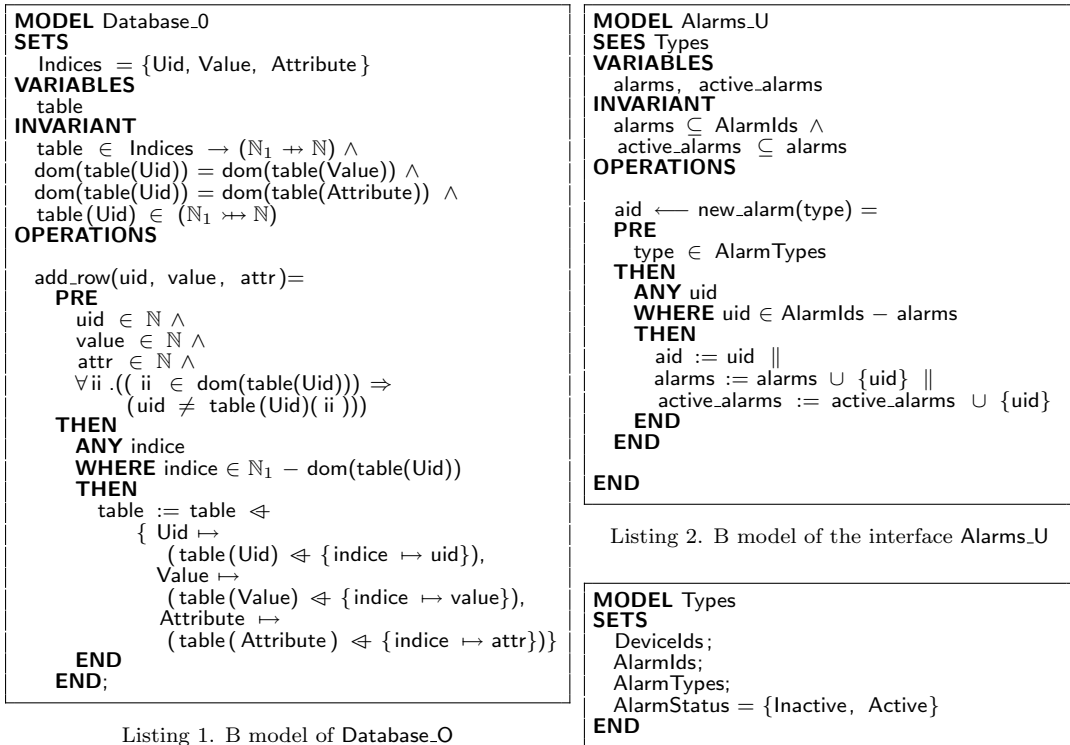 MODEL Database_0
SETS
Indices = {Uid, Value, Attribute}
VARIABLES
table
INVARIANT
table ∈ Indices → (ℕ₁ ⇸ ℕ) ∧
dom(table(Uid)) = dom(table(Value)) ∧
dom(table(Uid)) = dom(table(Attribute)) ∧
table(Uid) ∈ (ℕ₁ ⤔ ℕ)
OPERATIONS
add_row(uid, value, attr)=
PRE
uid ∈ ℕ ∧
value ∈ ℕ ∧
attr ∈ ℕ ∧
∀ii.((ii ∈ dom(table(Uid))) ⇒
(uid ≠ table(Uid)(ii)))
THEN
ANY indice
WHERE indice ∈ ℕ₁ − dom(table(Uid))
THEN
table := table ⩤
{ Uid ↦
(table(Uid) ⩤ {indice ↦ uid}),
Value ↦
(table(Value) ⩤ {indice ↦ value}),
Attribute ↦
(table(Attribute) ⩤ {indice ↦ attr})}
END
END;
Listing 1. B model of Database_O
MODEL Alarms_U
SEES Types
VARIABLES
alarms, active_alarms
INVARIANT
alarms ⊆ AlarmIds ∧
active_alarms ⊆ alarms
OPERATIONS
aid ⟵ new_alarm(type) =
PRE
type ∈ AlarmTypes
THEN
ANY uid
WHERE uid ∈ AlarmIds − alarms
THEN
aid := uid ∥
alarms := alarms ∪ {uid} ∥
active_alarms := active_alarms ∪ {uid}
END
END
END
Listing 2. B model of the interface Alarms_U
MODEL Types
SETS
DeviceIds;
AlarmIds;
AlarmTypes;
AlarmStatus = {Inactive, Active}
END